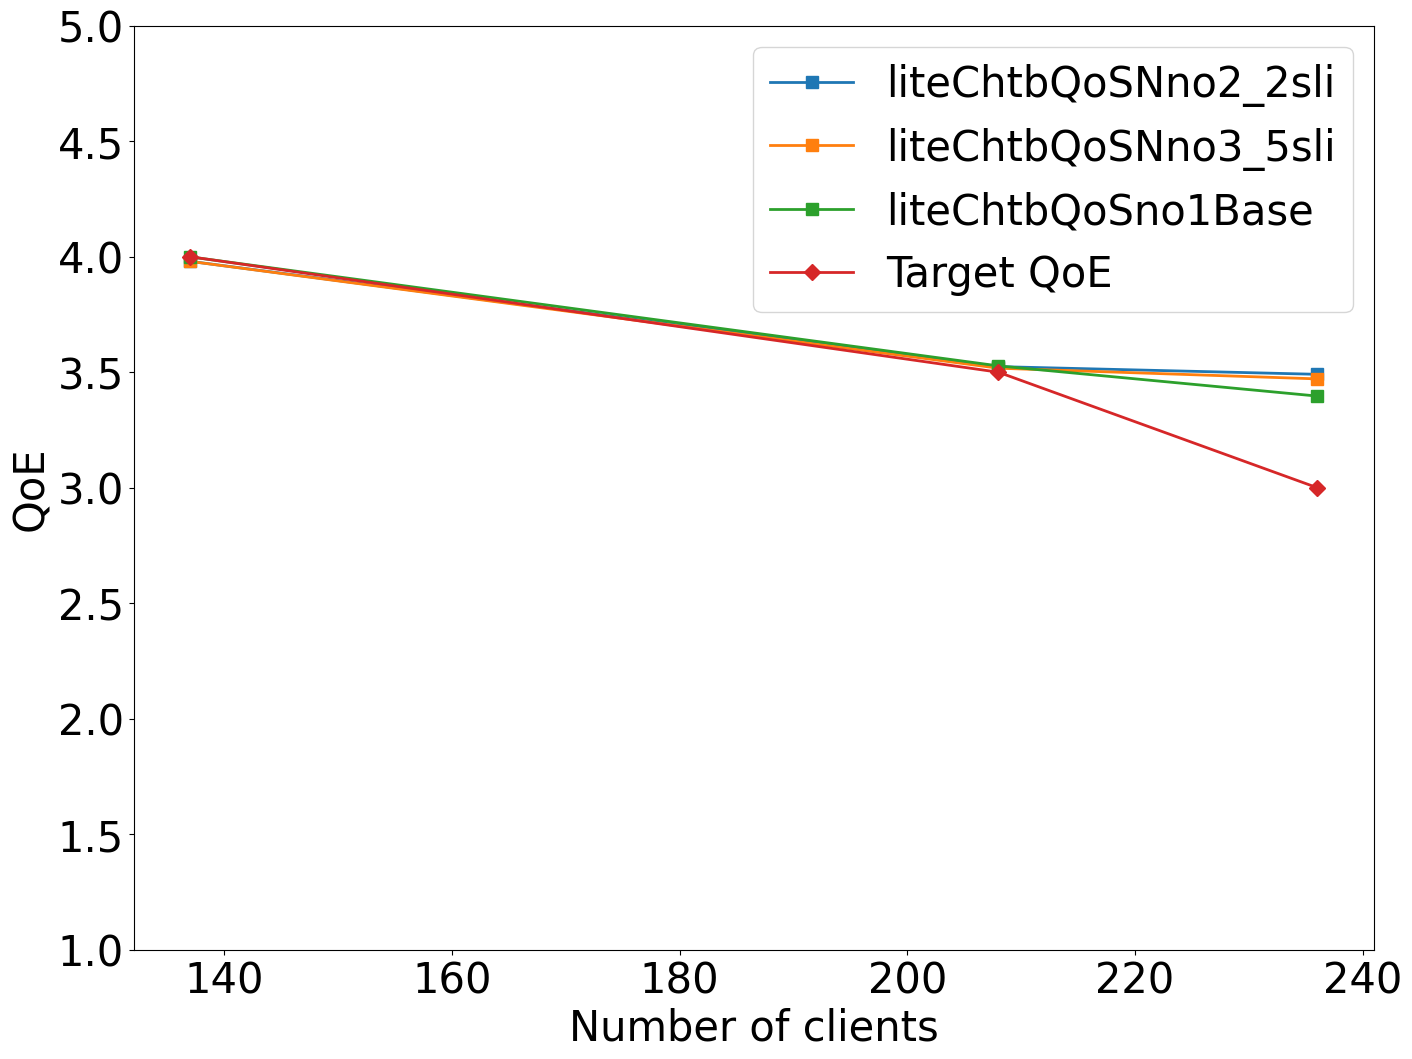 5.0
4.5
4.0
3.5
3.0
2.5
2.0
1.5
1.0
QoE
liteChtbQoSNno2_2sli
liteChtbQoSNno3_5sli
liteChtbQoSno1Base
Target QoE
140 160 180 200 220 240
Number of clients